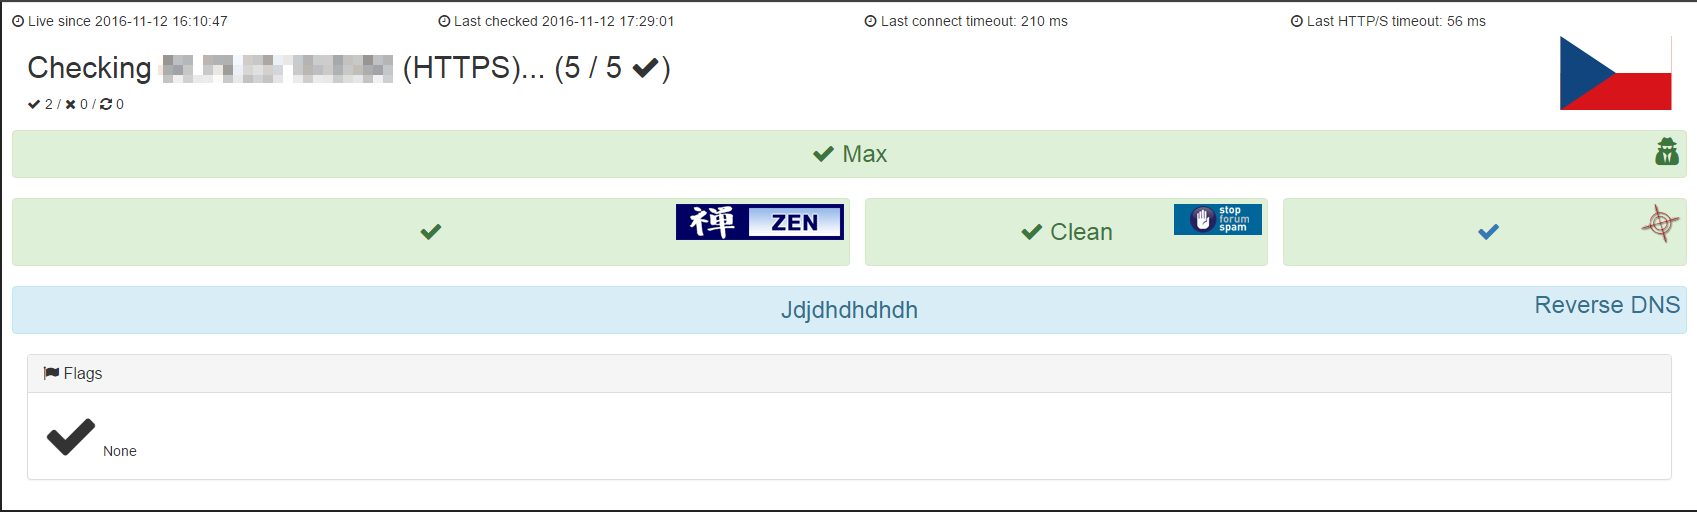 Live since 2016-11-12 16:10:47
Last checked 2016-11-12 17:29:01
Last connect timeout: 210 ms
Last HTTP/S timeout: 56 ms
Checking (HTTPS)... (5 / 5 ✔)
✔ 2 / ✖ 0 / 0
✔ Max
✔
禅 ZEN
✔ Clean
stop
forum
spam
✔
Jdjdhdhdhdh
Reverse DNS
Flags
✔ None